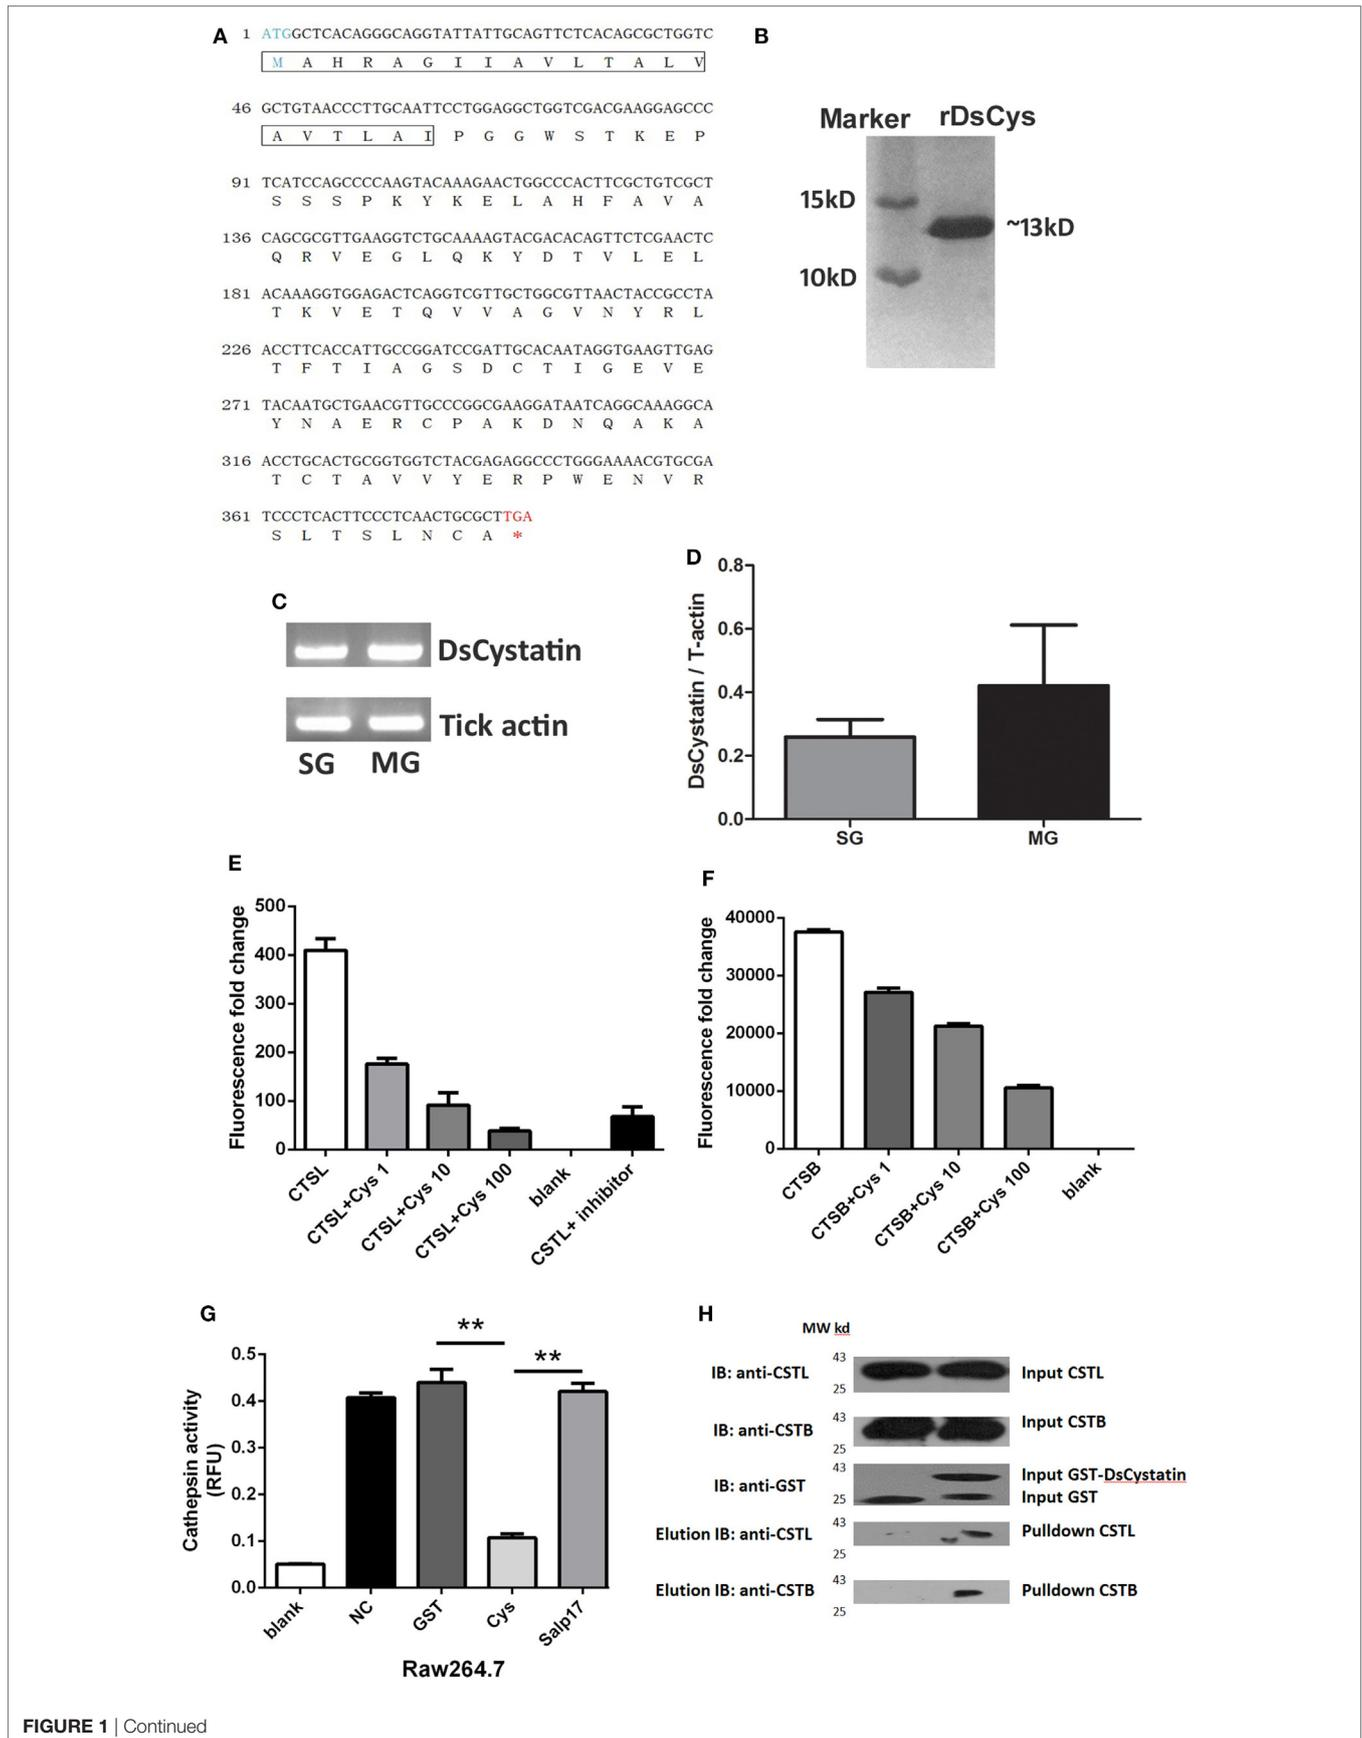 A
1 ATGGCTCACAGGGCAGGTATTATTGCAGTTCTCACAGCGCTGGTC
M A H R A G I I A V L T A L V
46 GCTGTAACCCTTGCAATTCCTGGAGGCTGGTCGACGAAGGAGCCC
A V T L A I P G G W S T K E P
91 TCATCCAGCCCCAAGTACAAAGAACTGGCCCACTTCGCTGTCGCT
S S S P K Y K E L A H F A V A
136 CAGCGCGTTGAAGGTCTGCAAAAGTACGACACAGTTCTCGAACTC
Q R V E G L Q K Y D T V L E L
181 ACAAAGGTGGAGACTCAGGTCGTTGCTGGCGTTAACTACCGCCTA
T K V E T Q V V A G V N Y R L
226 ACCTTCACCATTGCCGGATCCGATTGCACAATAGGTGAAGTTGAG
T F T I A G S D C T I G E V E
271 TACAATGCTGAACGTTGCCCGGCGAAGGATAATCAGGCAAAGGCA
Y N A E R C P A K D N Q A K A
316 ACCTGCACTGCGGTGGTCTACGAGAGGCCCTGGGAAAACGTGCGA
T C T A V V Y E R P W E N V R
361 TCCCTCACTTCCCTCAACTGCGCTTGA
S L T S L N C A *
B
Marker rDsCys
15kD
~13kD
10kD
C
DsCystatin
Tick actin
SG MG
D
DsCystatin / T-actin
0.8
0.6
0.4
0.2
0.0
SG MG
E
Fluorescence fold change
500
400
300
200
100
0
CTSL
CTSL+Cys 1
CTSL+Cys 10
CTSL+Cys 100
blank
CSTL+ inhibitor
F
Fluorescence fold change
40000
30000
20000
10000
0
CTSB
CTSB+Cys 1
CTSB+Cys 10
CTSB+Cys 100
blank
G
Cathepsin activity
(RFU)
0.5
0.4
0.3
0.2
0.1
0.0
**
**
blank
NC
GST
Cys
Salp17
Raw264.7
H
MW kd
43
IB: anti-CSTL Input CSTL
25
43
IB: anti-CSTB Input CSTB
25
43
Input GST-DsCystatin
IB: anti-GST
25 Input GST
43
Elution IB: anti-CSTL Pulldown CSTL
25
43
Elution IB: anti-CSTB Pulldown CSTB
25
FIGURE 1 | Continued